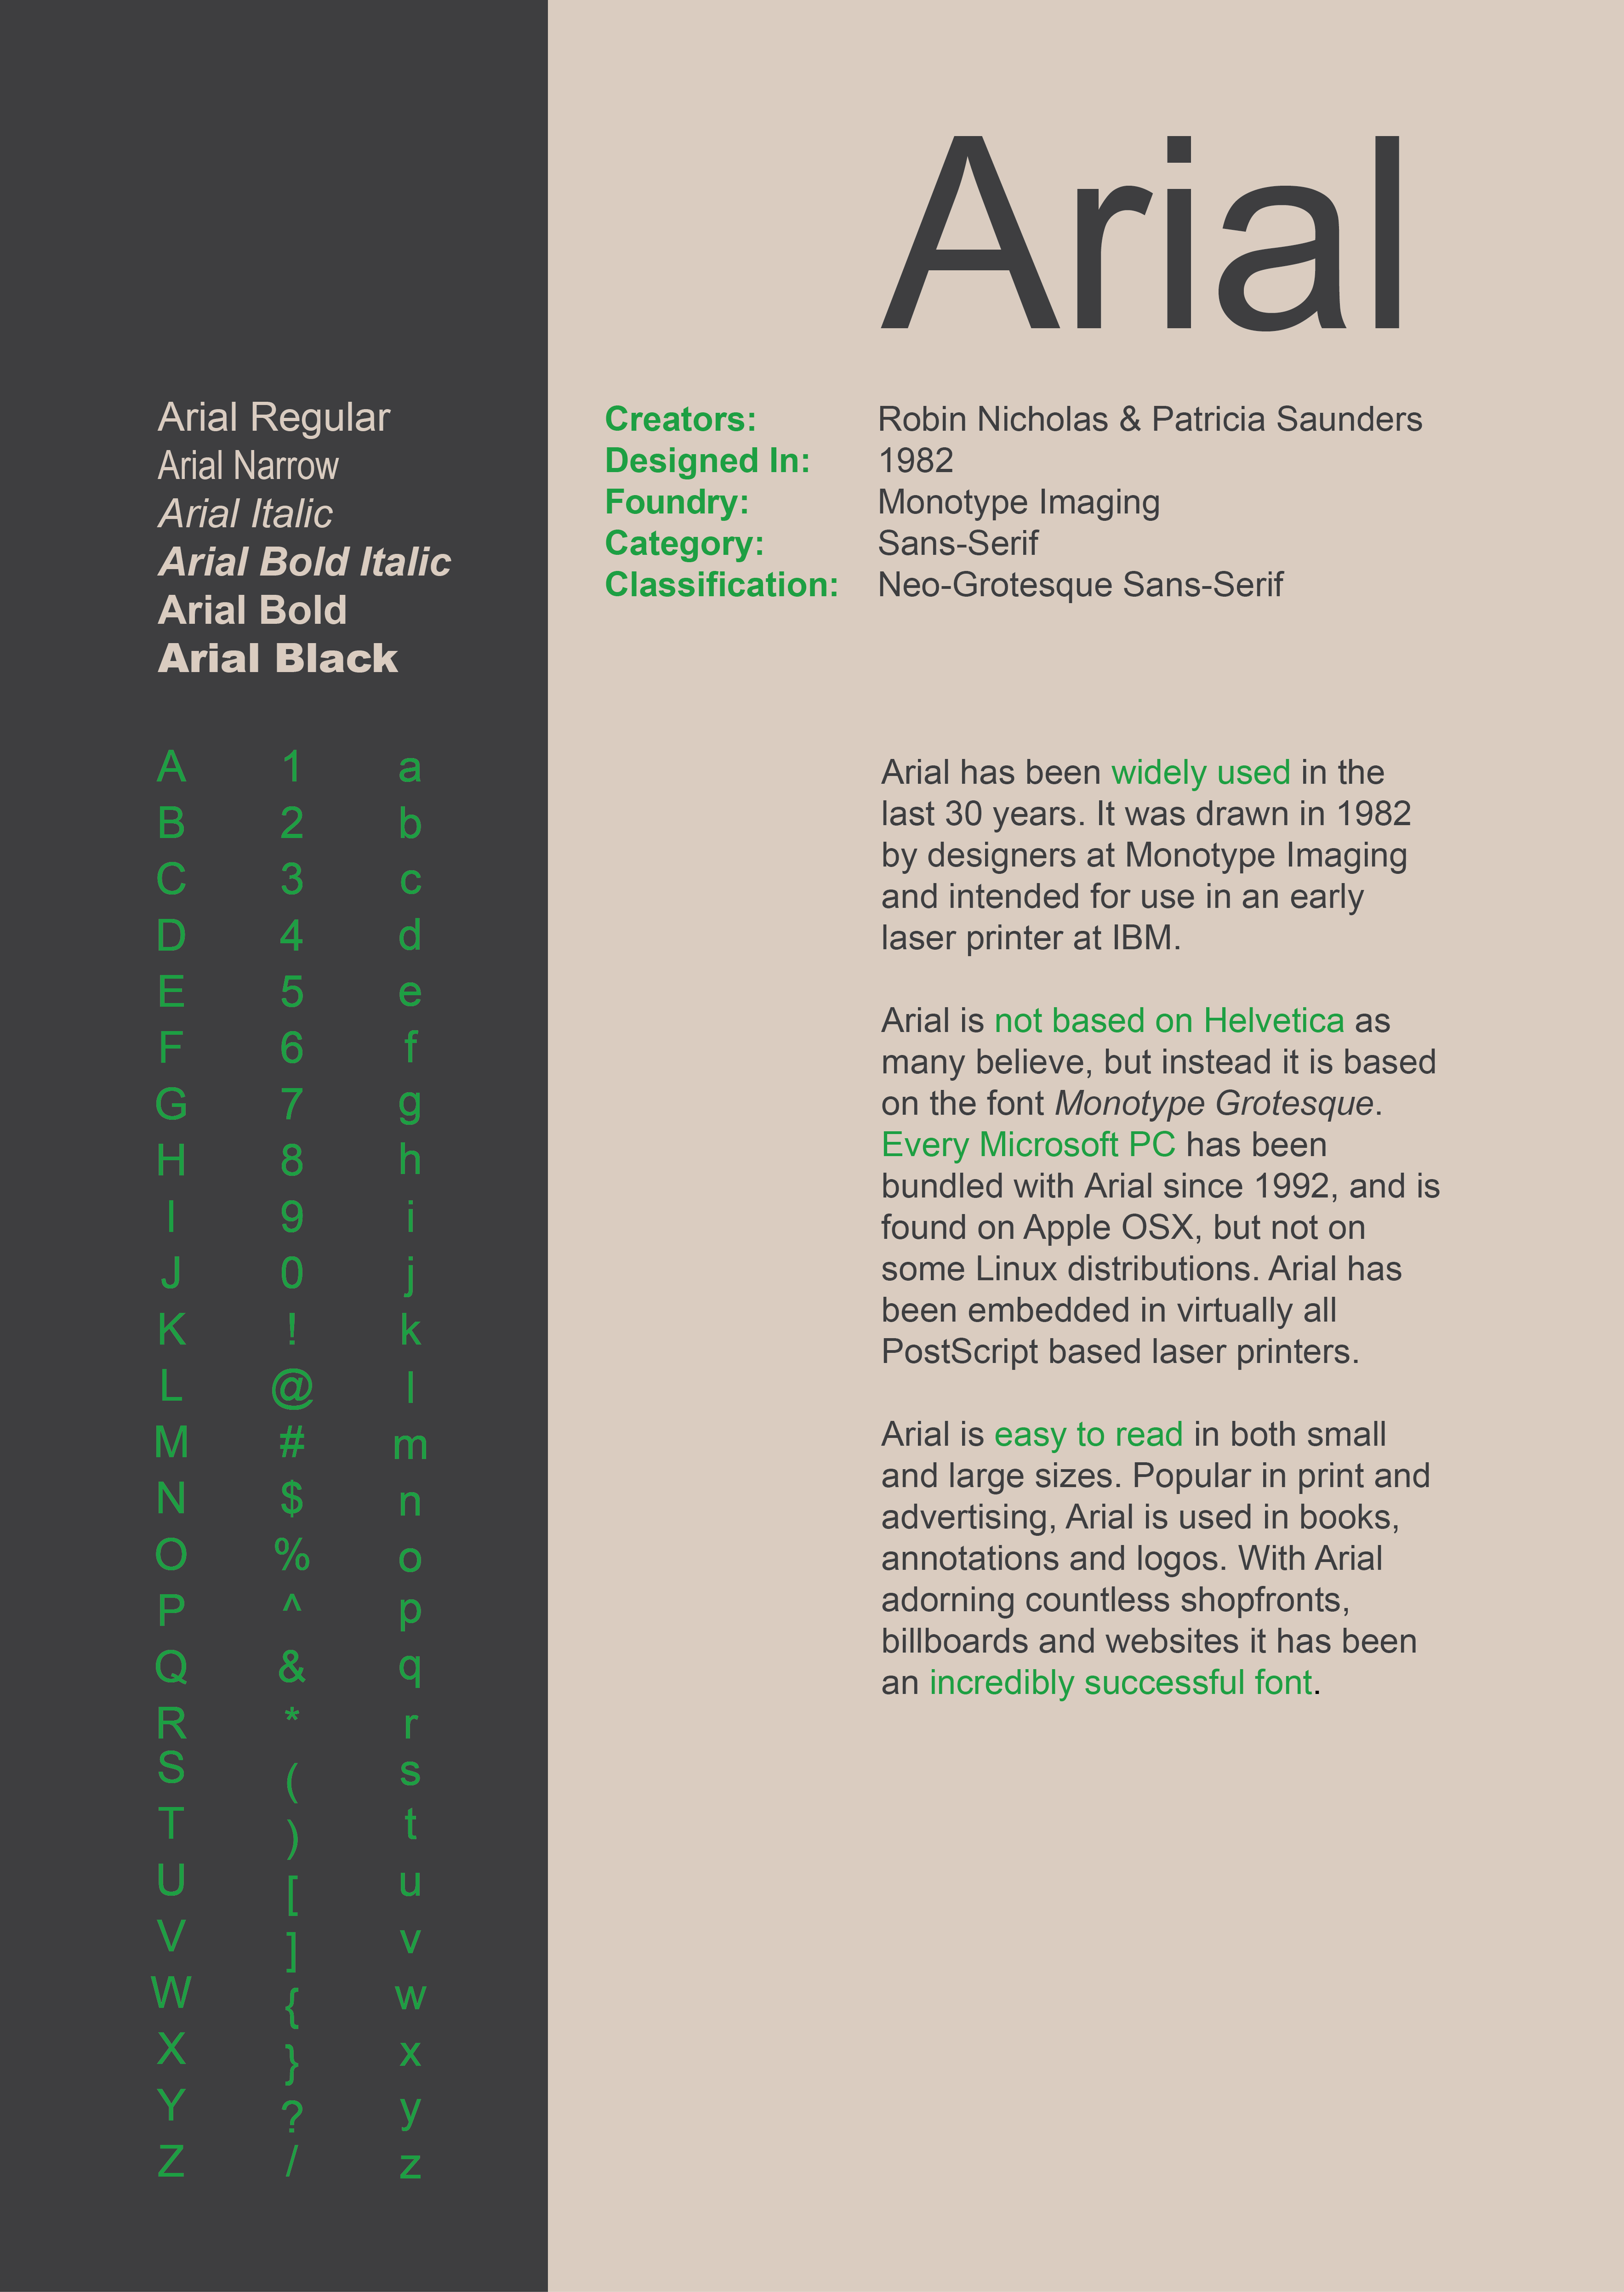 Arial
Arial Regular
Arial Narrow
Arial Italic
Arial Bold Italic
Arial Bold
Arial Black
Creators: Robin Nicholas & Patricia Saunders
Designed In: 1982
Foundry: Monotype Imaging
Category: Sans-Serif
Classification: Neo-Grotesque Sans-Serif
A 1 a
B 2 b
C 3 c
D 4 d
E 5 e
F 6 f
G 7 g
H 8 h
I 9 i
J 0 j
K ! k
L @ l
M # m
N $ n
O % o
P ^ p
Q & q
R * r
S ( s
T ) t
U [ u
V ] v
W { w
X } x
Y ? y
Z / z
Arial has been widely used in the
last 30 years. It was drawn in 1982
by designers at Monotype Imaging
and intended for use in an early
laser printer at IBM.
Arial is not based on Helvetica as
many believe, but instead it is based
on the font Monotype Grotesque.
Every Microsoft PC has been
bundled with Arial since 1992, and is
found on Apple OSX, but not on
some Linux distributions. Arial has
been embedded in virtually all
PostScript based laser printers.
Arial is easy to read in both small
and large sizes. Popular in print and
advertising, Arial is used in books,
annotations and logos. With Arial
adorning countless shopfronts,
billboards and websites it has been
an incredibly successful font.